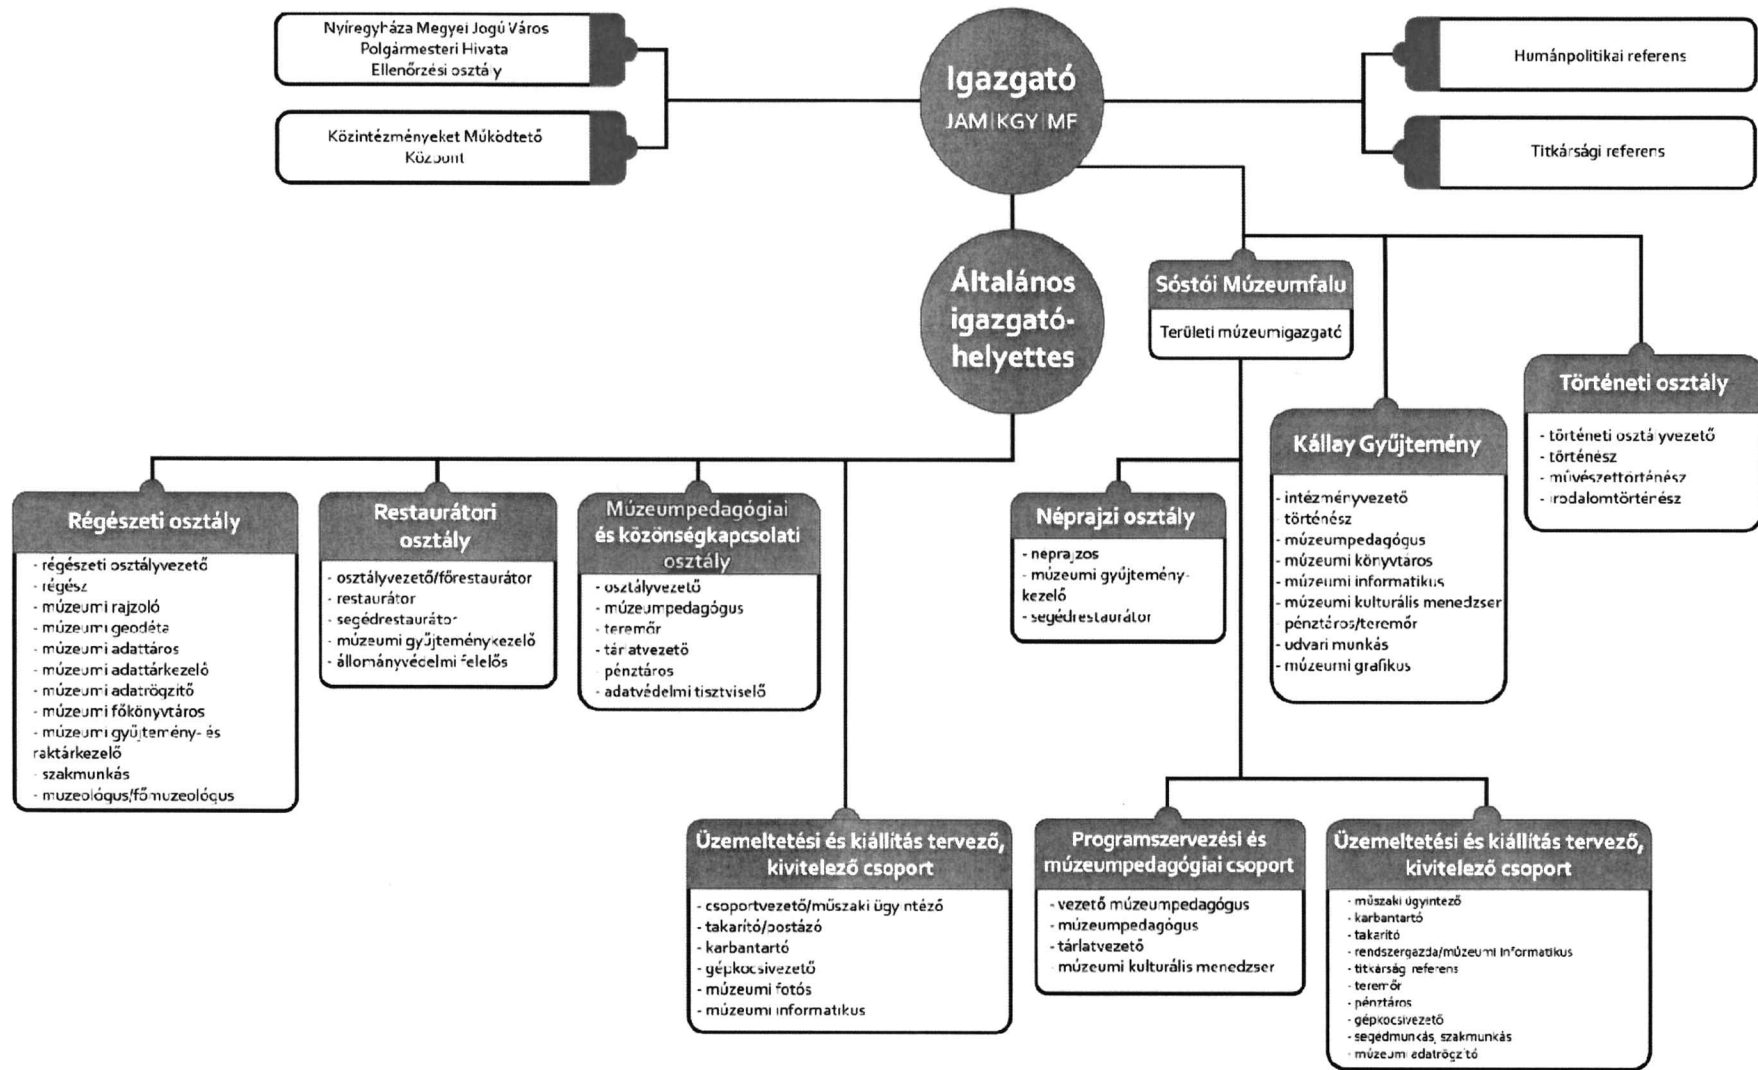 Nyíregyháza Megyei Jogú Város
Polgármesteri Hivata
Ellenőrzési osztály
Közintézményeket Működtető
Központ
Igazgató
JAM|KGY|MF
Humánpolitikai referens
Titkársági referens
Általános
igazgató-
helyettes
Sóstói Múzeumfalu
Területi múzeumigazgató
Kállay Gyűjtemény
- intézményvezető
- történész
- múzeumpedagógus
- múzeumi könyvtáros
- múzeumi informatikus
- múzeumi kulturális menedzser
- pénztáros/teremőr
- udvari munkás
- múzeumi grafikus
Történeti osztály
- történeti osztályvezető
- történész
- művészettörténész
- irodalomtörténész
Régészeti osztály
- régészeti osztályvezető
- régész
- múzeumi rajzoló
- múzeumi geodéta
- múzeumi adattáros
- múzeumi adattárkezelő
- múzeumi adatrögzítő
- múzeumi főkönyvtáros
- múzeumi gyűjtemény- és
raktárkezelő
- szakmunkás
- muzeológus/főmuzeológus
Restaurátori
osztály
- osztályvezető/főrestaurátor
- restaurátor
- segédrestaurátor
- múzeumi gyűjteménykezelő
- állományvédelmi felelős
Múzeumpedagógiai
és közönségkapcsolati
osztály
- osztályvezető
- múzeumpedagógus
- teremőr
- tárlatvezető
- pénztáros
- adatvédelmi tisztviselő
Néprajzi osztály
- néprajzos
- múzeumi gyűjtemény-
kezelő
- segédrestaurátor
Üzemeltetési és kiállítás tervező,
kivitelező csoport
- csoportvezető/műszaki ügyintéző
- takarító/postázó
- karbantartó
- gépkocsivezető
- múzeumi fotós
- múzeumi informatikus
Programszervezési és
múzeumpedagógiai csoport
- vezető múzeumpedagógus
- múzeumpedagógus
- tárlatvezető
- múzeumi kulturális menedzser
Üzemeltetési és kiállítás tervező,
kivitelező csoport
- műszaki ügyintéző
- karbantartó
- takarító
- rendszergazda/múzeumi informatikus
- titkársági referens
- teremőr
- pénztáros
- gépkocsivezető
- segédmunkás, szakmunkás
- múzeumi adatrögzítő